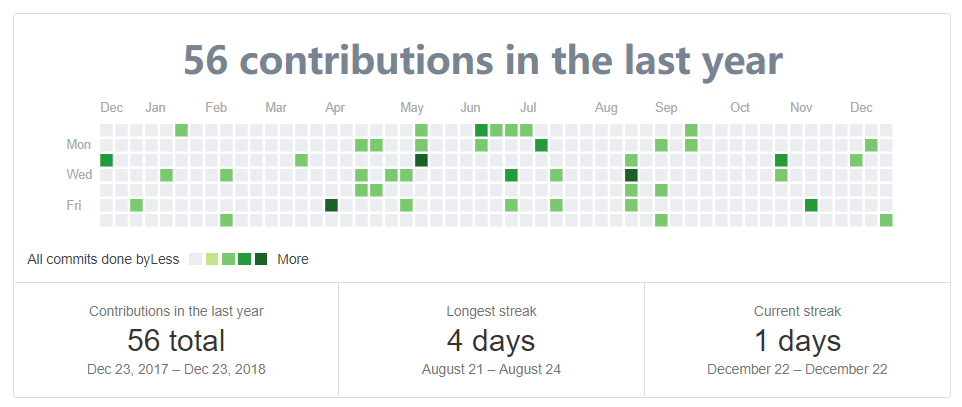 56 contributions in the last year
Dec Jan Feb Mar Apr May Jun Jul Aug Sep Oct Nov Dec
Mon
Wed
Fri
All commits done byLess More
Contributions in the last year Longest streak Current streak
56 total 4 days 1 days
Dec 23, 2017 – Dec 23, 2018 August 21 – August 24 December 22 – December 22